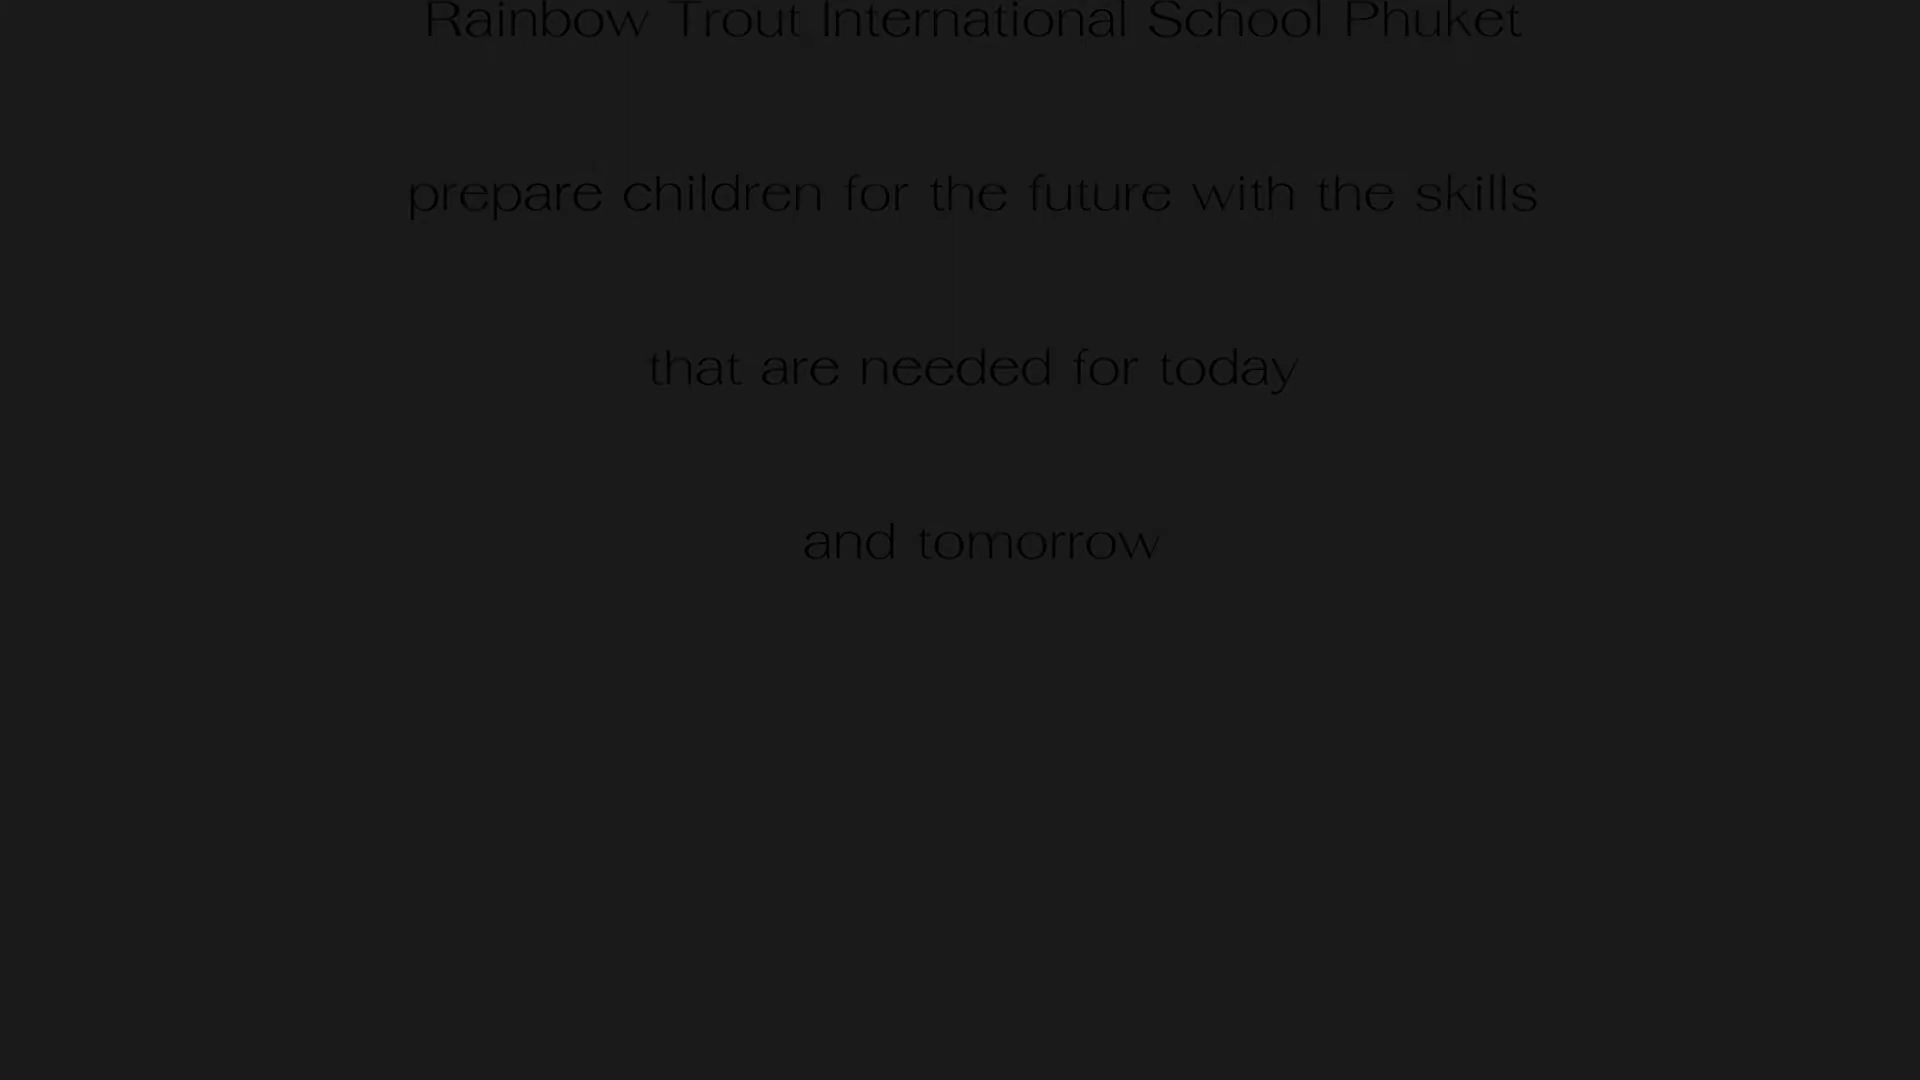 Rainbow Trout International School Phuket
prepare children for the future with the skills
that are needed for today
and tomorrow